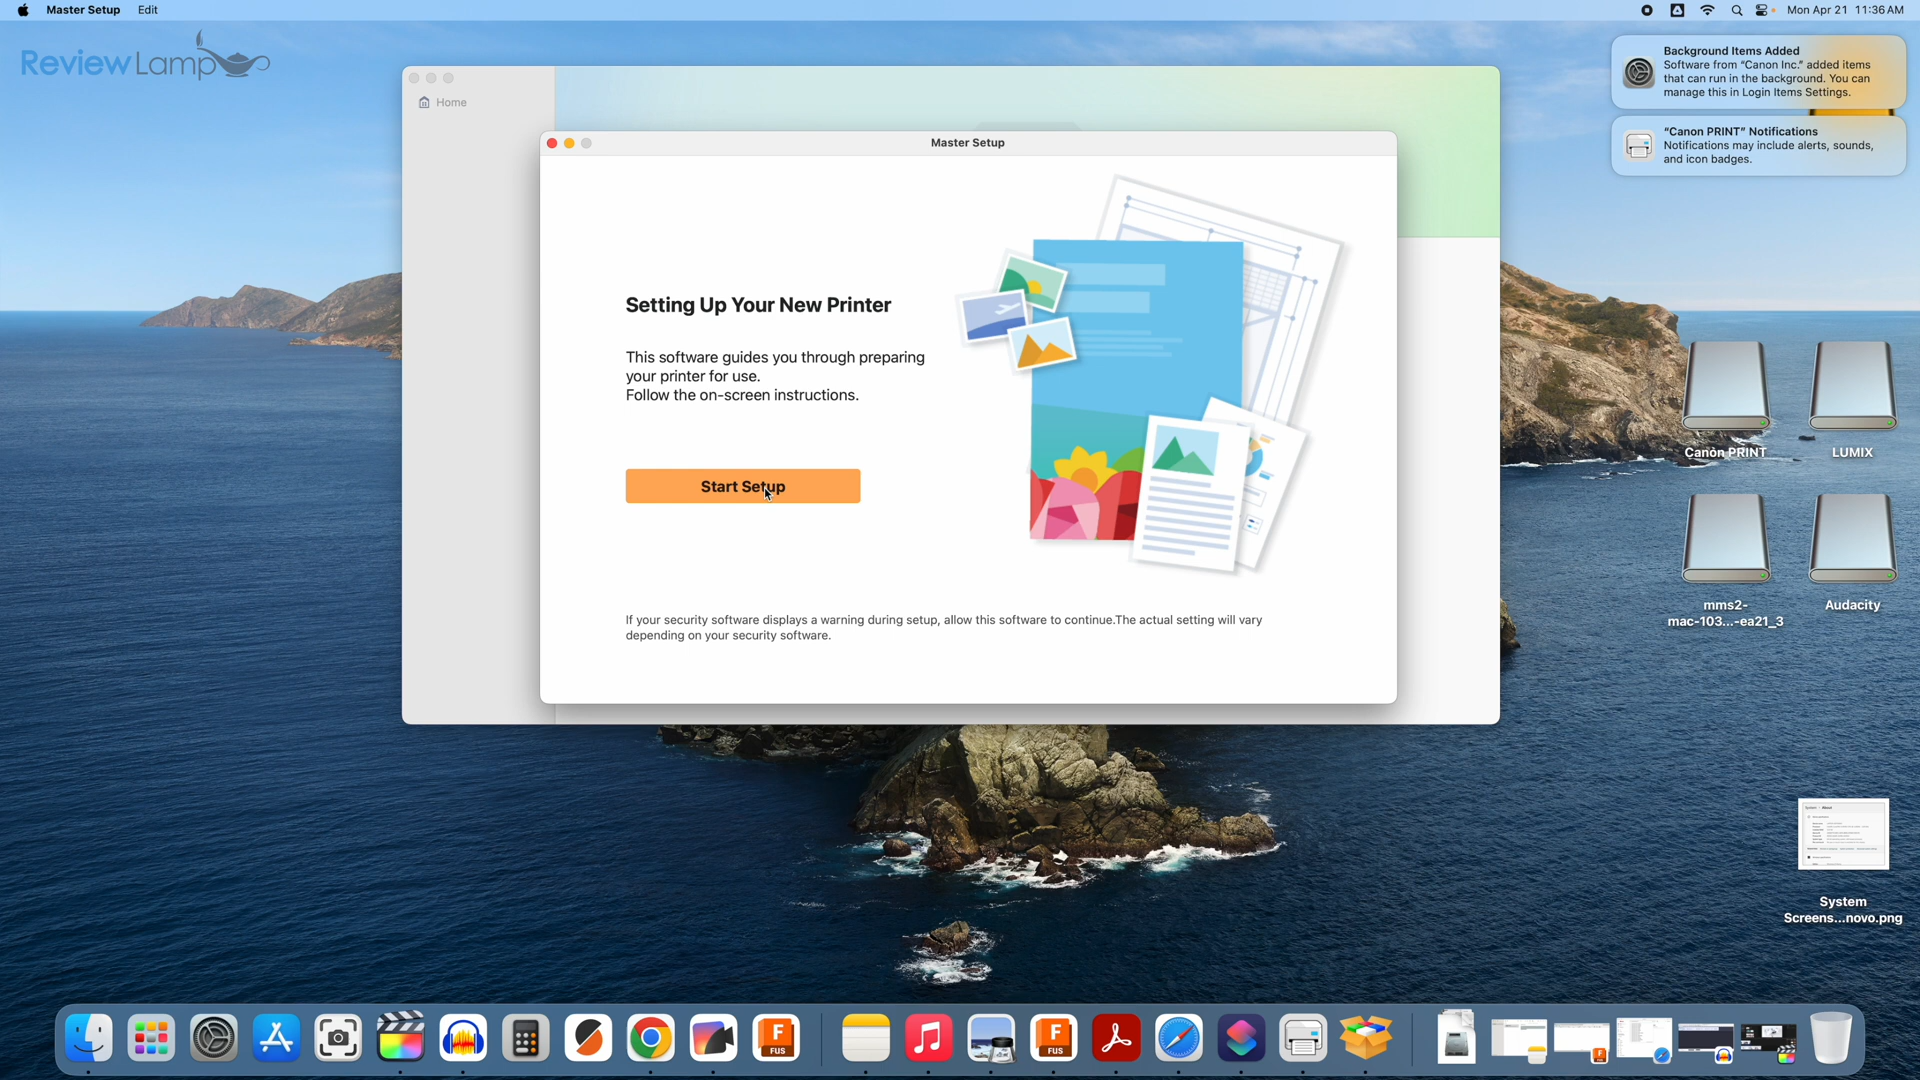 Master Setup Edit
Mon Apr 21 11:36 AM
ReviewLamp
Background Items Added
Software from “Canon Inc.” added items
that can run in the background. You can
manage this in Login Items Settings.
“Canon PRINT” Notifications
Notifications may include alerts, sounds,
and icon badges.
Home
Master Setup
Setting Up Your New Printer
This software guides you through preparing
your printer for use.
Follow the on-screen instructions.
Start Setup
If your security software displays a warning during setup, allow this software to continue.The actual setting will vary
depending on your security software.
Canon PRINT
LUMIX
mms2-
mac-103...-ea21_3
Audacity
System
Screens...novo.png
F
FUS
F
FUS